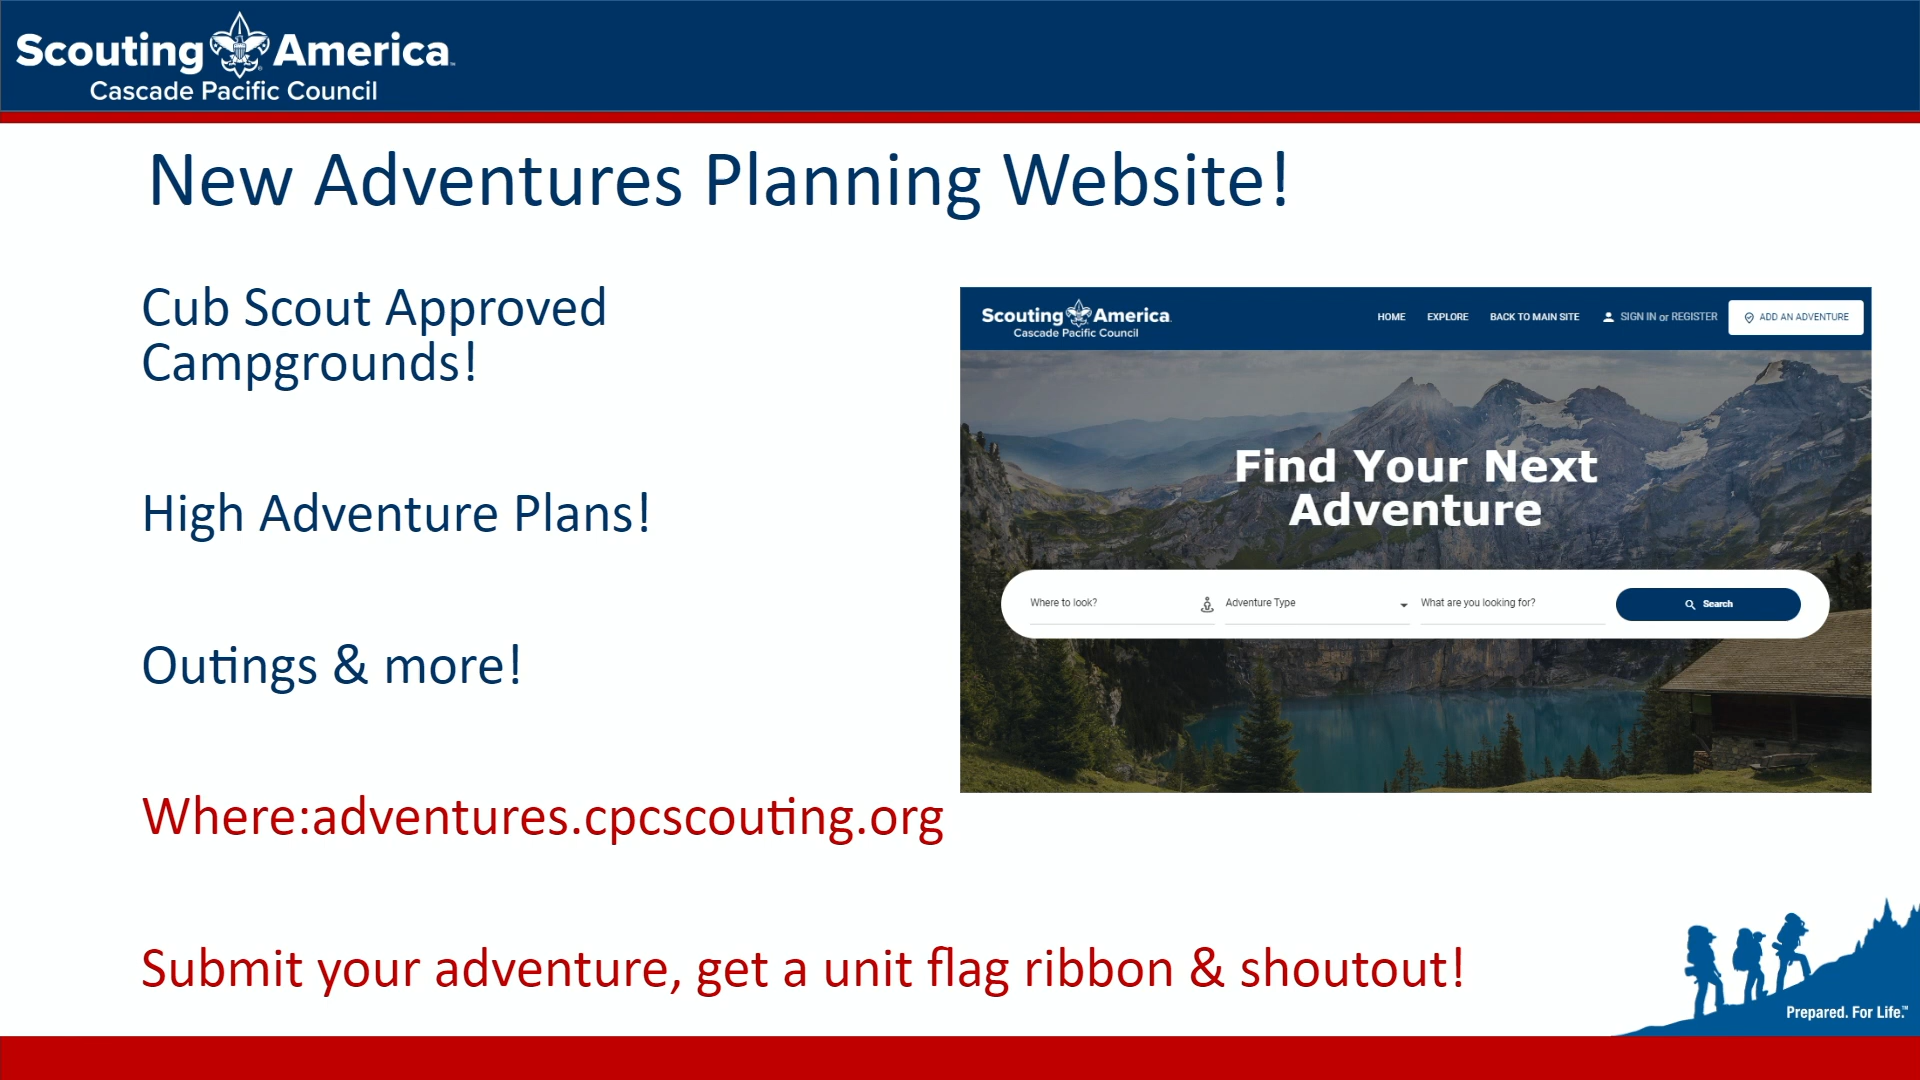 Scouting America
Cascade Pacific Council
New Adventures Planning Website!
Cub Scout Approved
Campgrounds!
High Adventure Plans!
Outings & more!
Where:adventures.cpcscouting.org
Submit your adventure, get a unit flag ribbon & shoutout!
Scouting America
Cascade Pacific Council
HOME EXPLORE BACK TO MAIN SITE SIGN IN or REGISTER ADD AN ADVENTURE
Find Your Next
Adventure
Where to look? Adventure Type What are you looking for? Search
Prepared. For Life.™